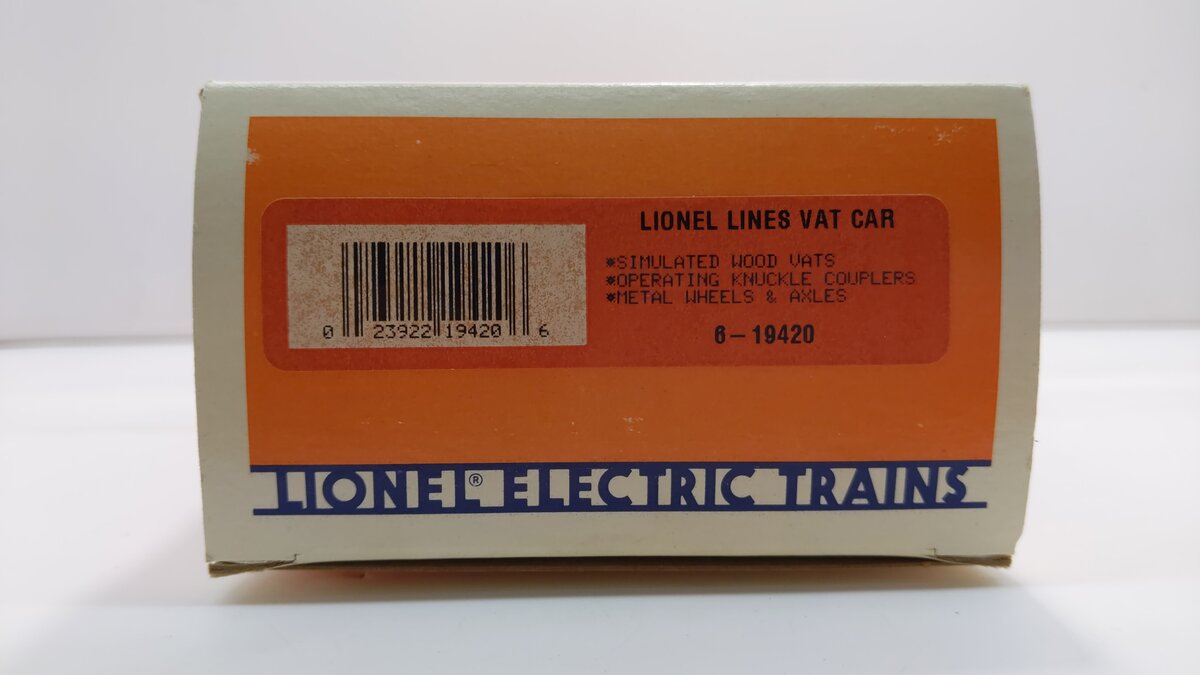 LIONEL LINES VAT CAR
*SIMULATED WOOD VATS
*OPERATING KNUCKLE COUPLERS
*METAL WHEELS & AXLES
6-19420
0 23922 19420 6
LIONEL® ELECTRIC TRAINS